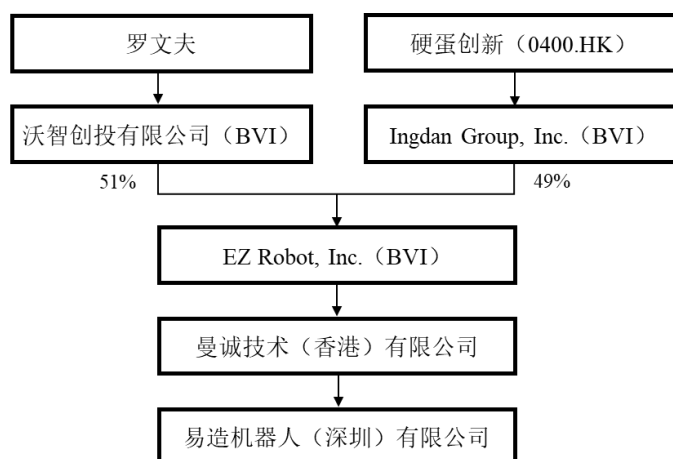 罗文夫
硬蛋创新（0400.HK）
沃智创投有限公司（BVI）
Ingdan Group, Inc.（BVI）
51%
49%
EZ Robot, Inc.（BVI）
曼诚技术（香港）有限公司
易造机器人（深圳）有限公司